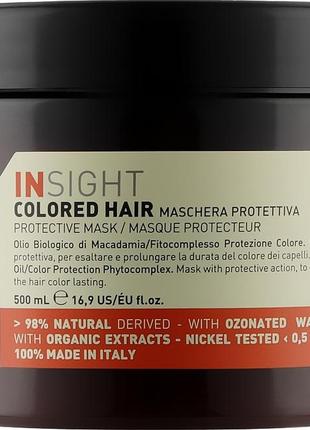 INSIGHT
COLORED HAIR MASCHERA PROTETTIVA
PROTECTIVE MASK / MASQUE PROTECTEUR
Olio Biologico di Macadamia/Fitocomplesso Protezione Colore.
protettiva, per esaltare e prolungare la durata del colore dei capelli,
Oil/Color Protection Phytocomplex. Mask with protective action, to
the hair color lasting.
500 mL e 16,9 US/ÉU fl.oz.
> 98% NATURAL DERIVED - WITH OZONATED
WITH ORGANIC EXTRACTS - NICKEL TESTED < 0,5
100% MADE IN ITALY